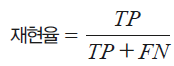 재현율 = TP / TP + FN